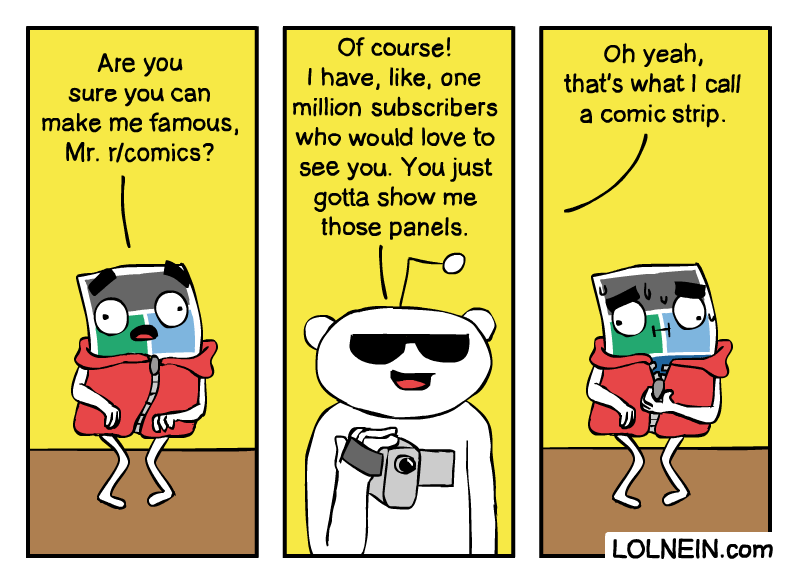 Are you
sure you can
make me famous,
Mr. r/comics?
Of course!
I have, like, one
million subscribers
who would love to
see you. You just
gotta show me
those panels.
Oh yeah,
that's what I call
a comic strip.
LOLNEIN.com